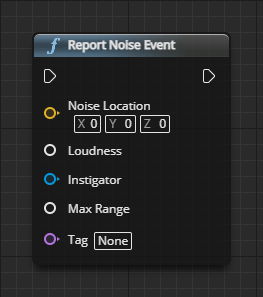 f Report Noise Event
Noise Location
X 0 Y 0 Z 0
Loudness
Instigator
Max Range
Tag None